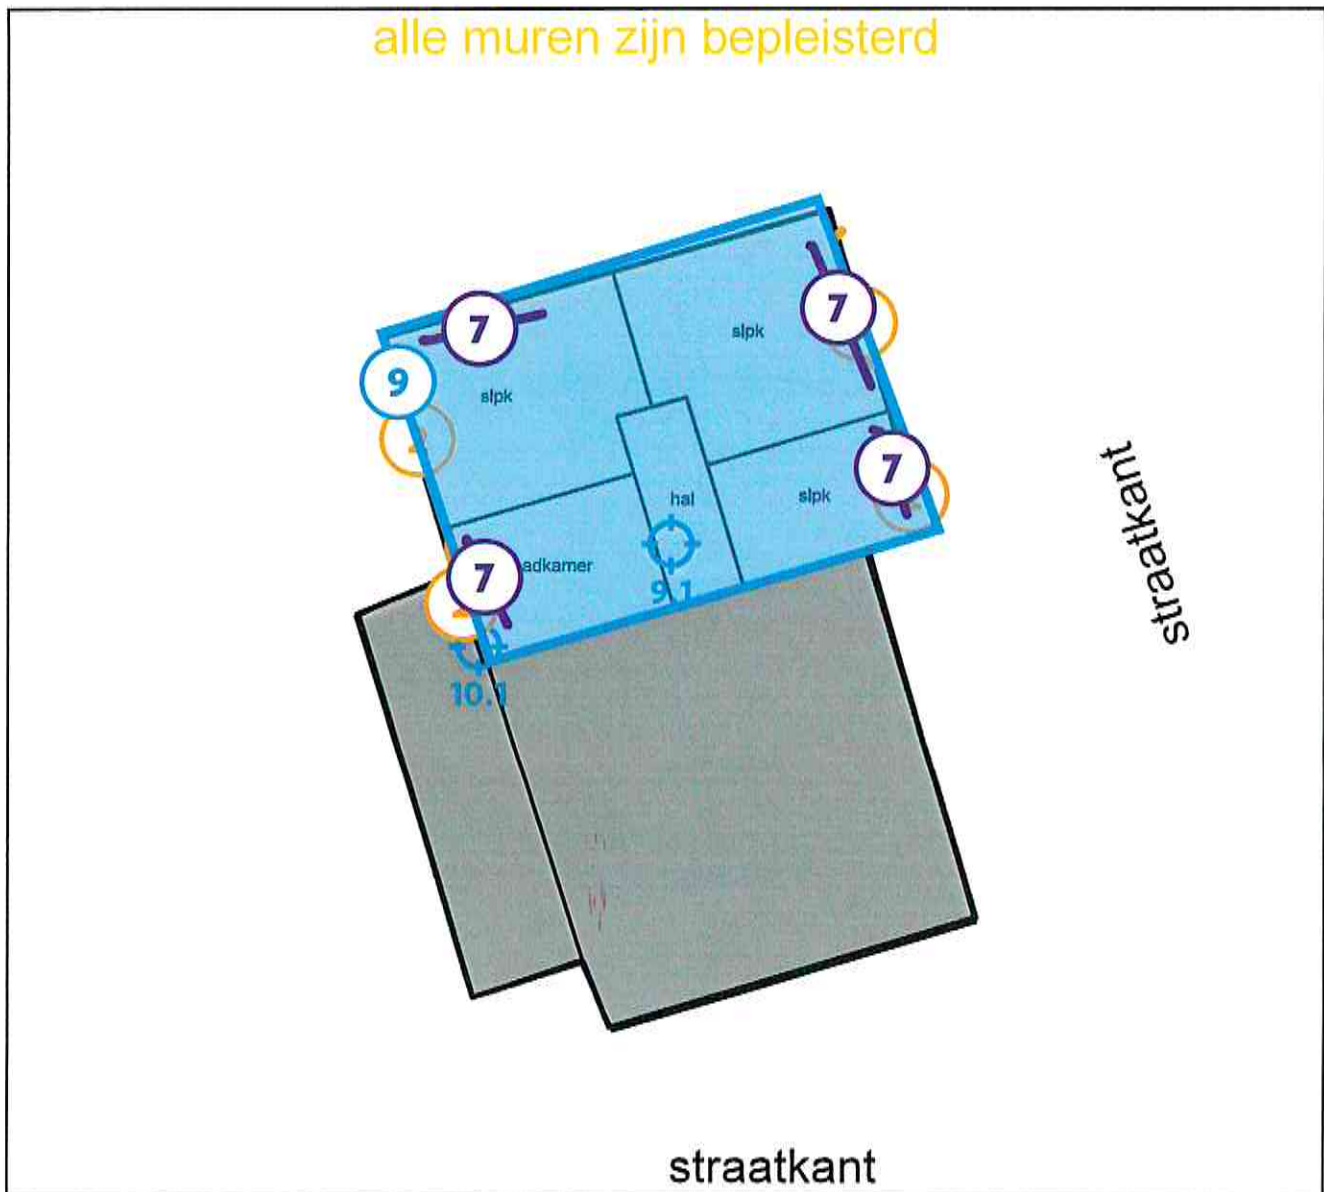 alle muren zijn bepleisterd
7
7
slpk
9
slpk
7
hal
slpk
7
adkamer
9.1
10.1
straatkant
straatkant